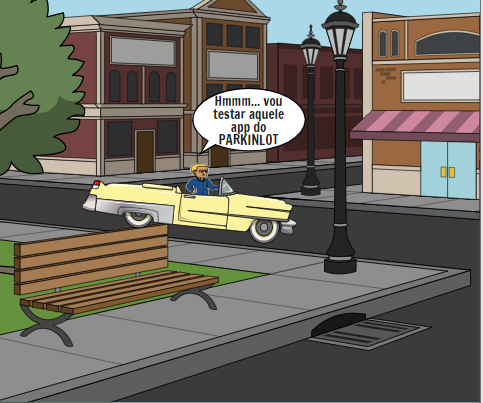 Hmmm... vou
testar aquele
app do
PARKINLOT